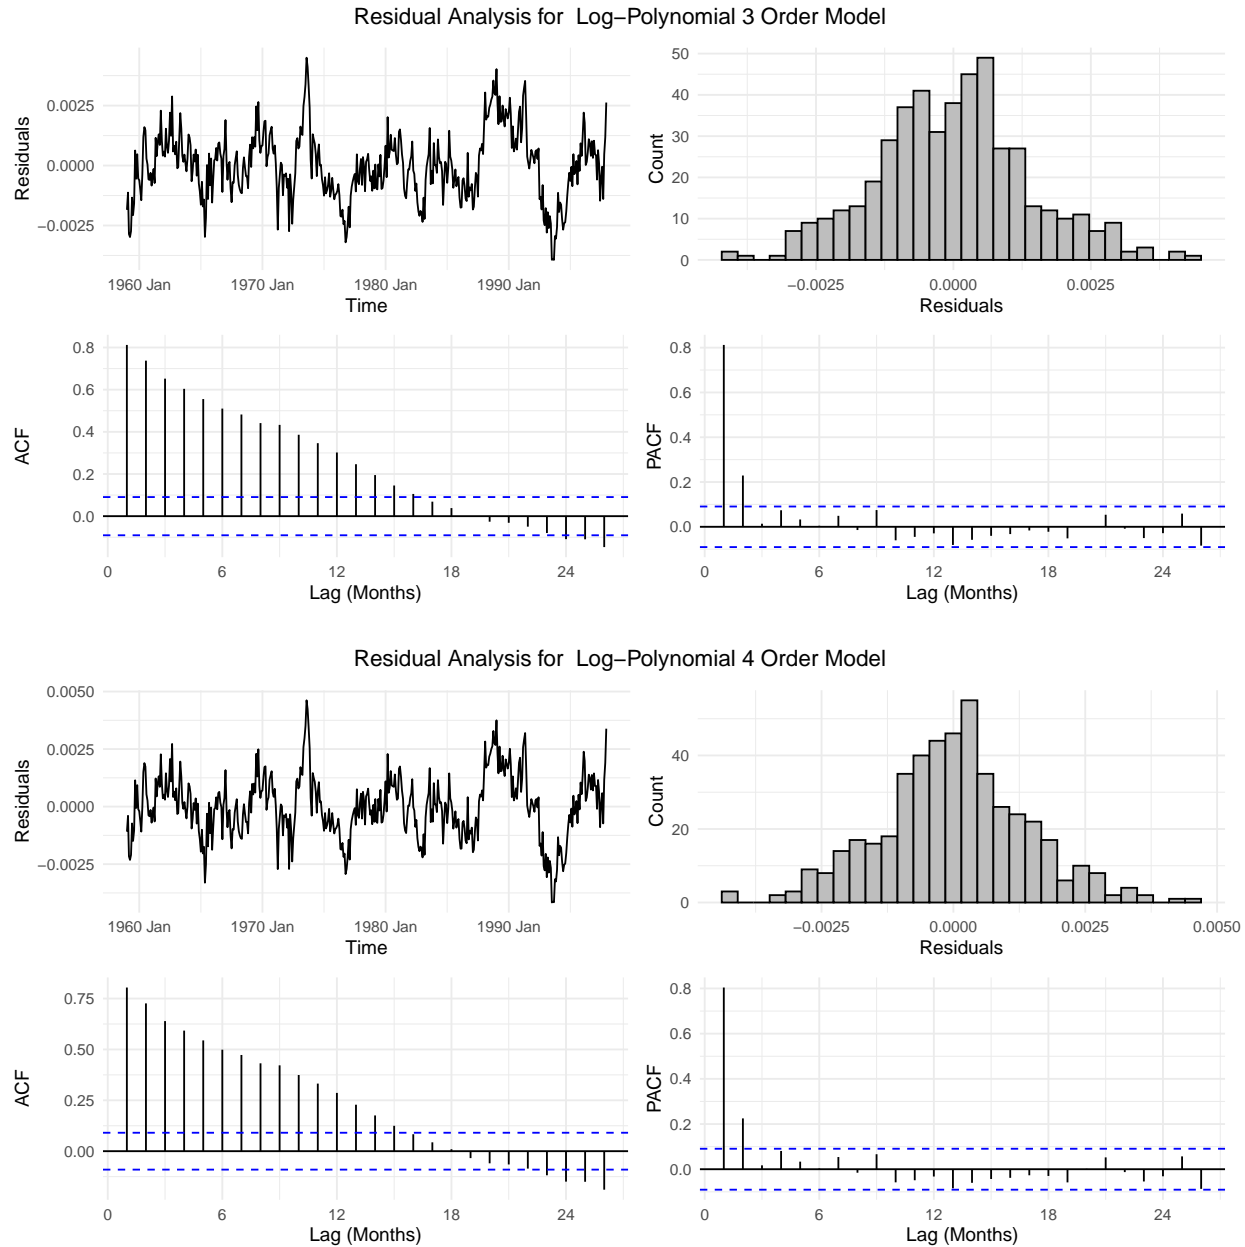 Residual Analysis for  Log−Polynomial 3 Order Model
Residuals
0.0025
0.0000
−0.0025
1960 Jan 1970 Jan 1980 Jan 1990 Jan
Time
Count
50
40
30
20
10
0
−0.0025 0.0000 0.0025
Residuals
ACF
0.8
0.6
0.4
0.2
0.0
0 6 12 18 24
Lag (Months)
PACF
0.8
0.6
0.4
0.2
0.0
0 6 12 18 24
Lag (Months)
Residual Analysis for  Log−Polynomial 4 Order Model
Residuals
0.0050
0.0025
0.0000
−0.0025
1960 Jan 1970 Jan 1980 Jan 1990 Jan
Time
Count
40
20
0
−0.0025 0.0000 0.0025 0.0050
Residuals
ACF
0.75
0.50
0.25
0.00
0 6 12 18 24
Lag (Months)
PACF
0.8
0.6
0.4
0.2
0.0
0 6 12 18 24
Lag (Months)